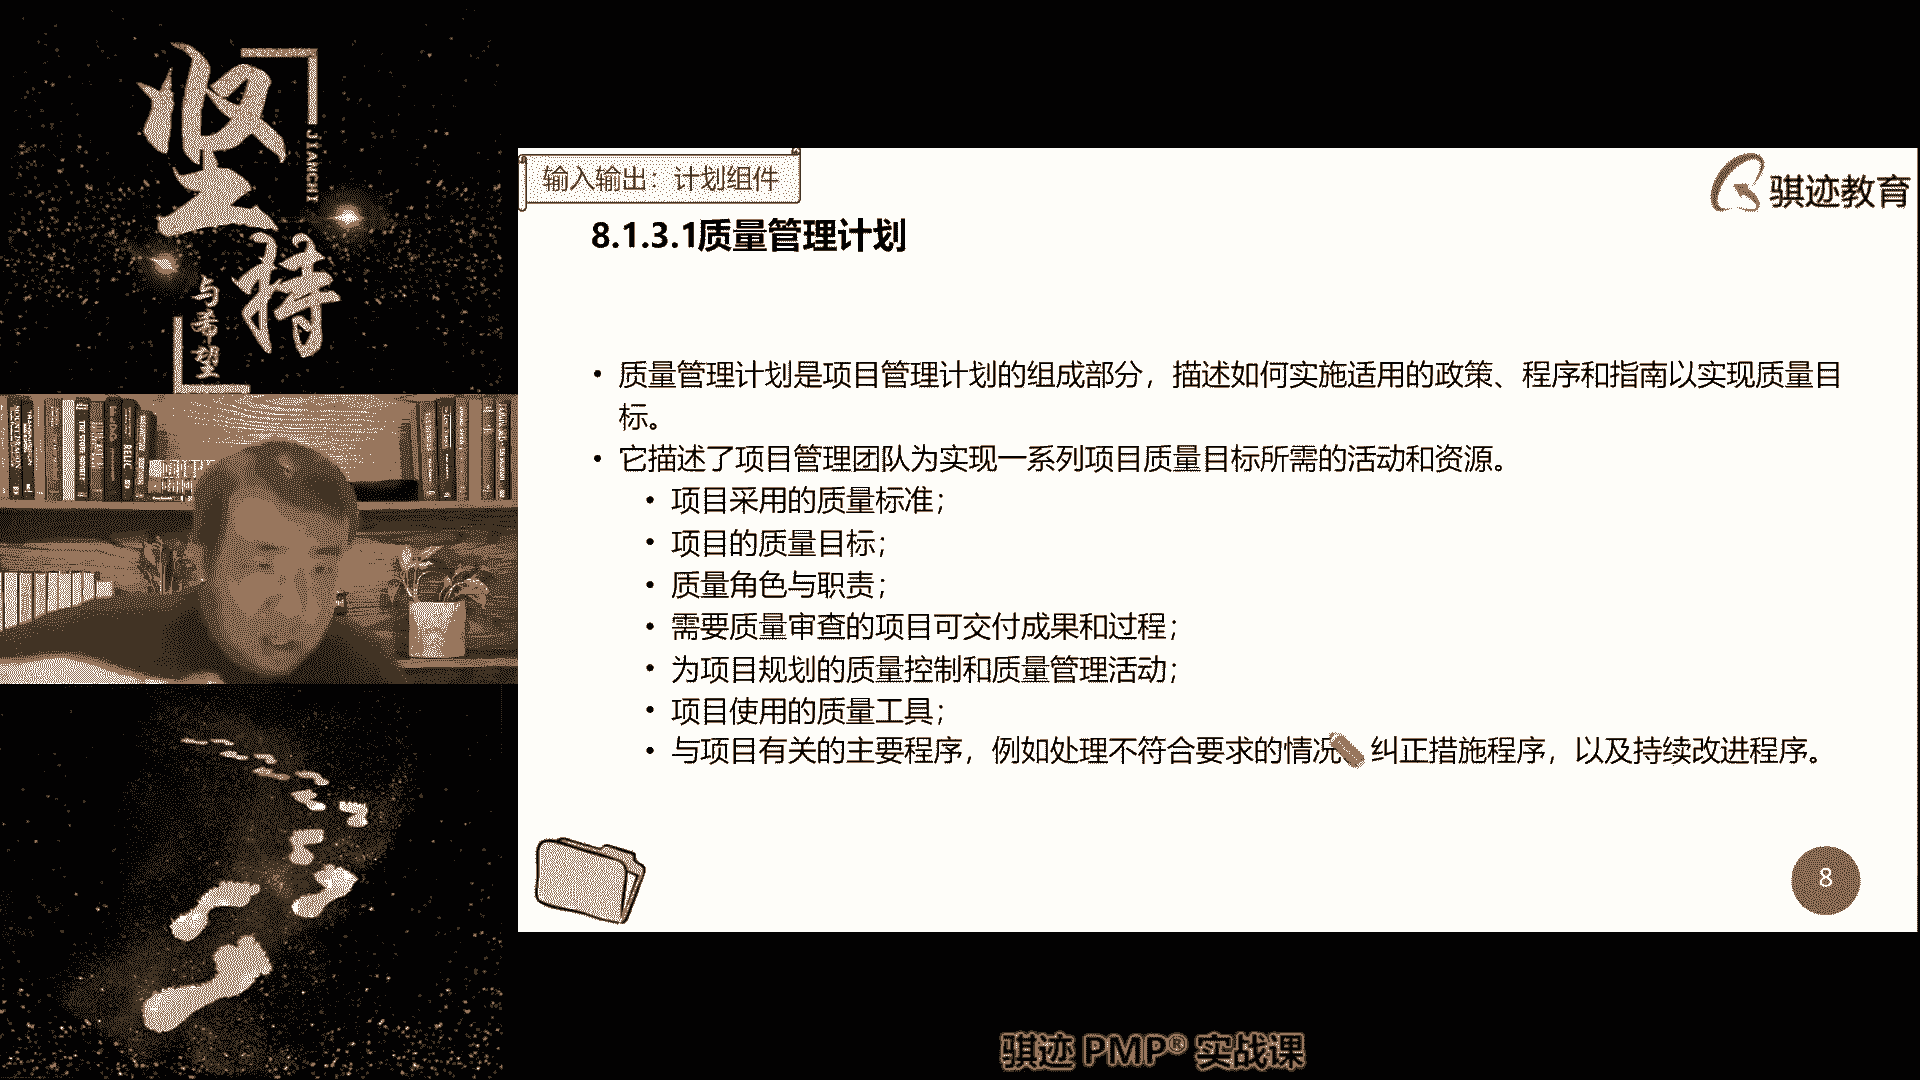 坚持
JIANCHI
与希望
RELIC
输入输出：计划组件
骐迹教育
8.1.3.1质量管理计划
• 质量管理计划是项目管理计划的组成部分，描述如何实施适用的政策、程序和指南以实现质量目
标。
• 它描述了项目管理团队为实现一系列项目质量目标所需的活动和资源。
• 项目采用的质量标准；
• 项目的质量目标；
• 质量角色与职责；
• 需要质量审查的项目可交付成果和过程；
• 为项目规划的质量控制和质量管理活动；
• 项目使用的质量工具；
• 与项目有关的主要程序，例如处理不符合要求的情况 纠正措施程序，以及持续改进程序。
8
骐迹 PMP® 实战课